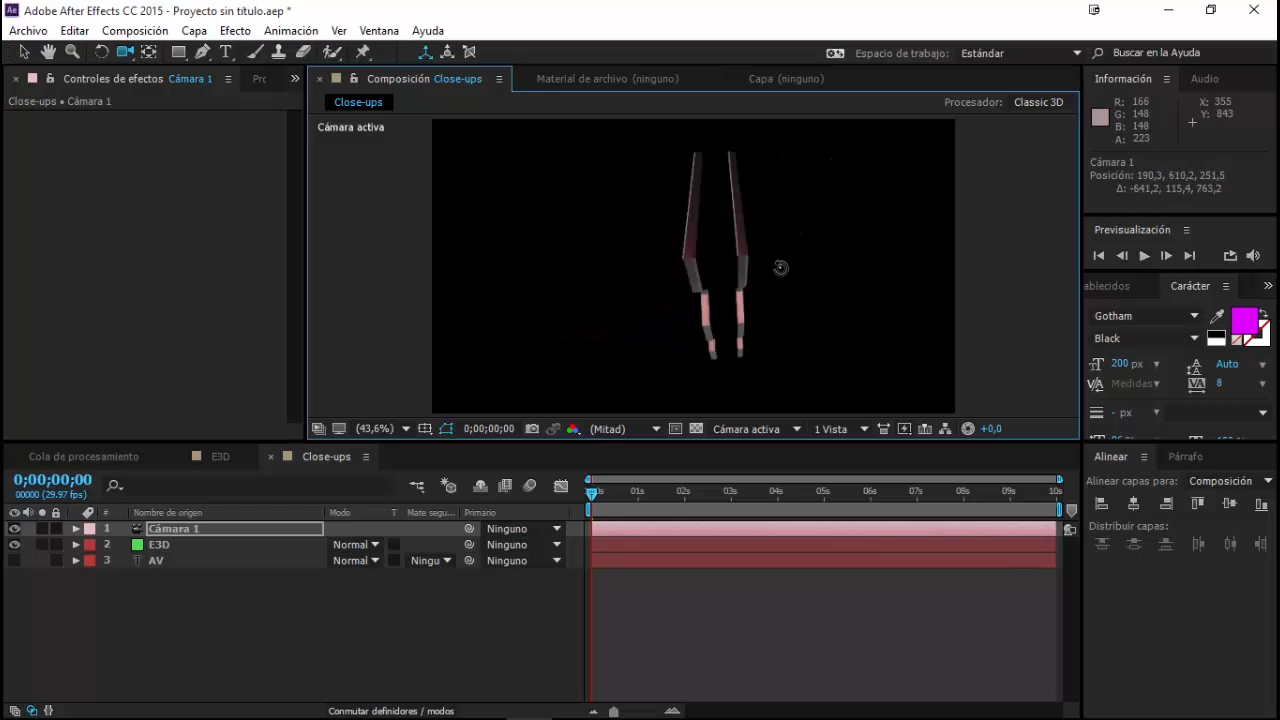 Adobe After Effects CC 2015 - Proyecto sin título.aep *
Archivo Editar Composición Capa Efecto Animación Ver Ventana Ayuda
Espacio de trabajo: Estándar Buscar en la Ayuda
Controles de efectos Cámara 1
Composición Close-ups Material de archivo (ninguno) Capa (ninguno) Información Audio
Close-ups • Cámara 1
Close-ups Procesador: Classic 3D
Cámara activa
R: 166 X: 355
G: 148 Y: 843
B: 148
A: 223
Cámara 1
Posición: 190,3, 610,2, 251,5
Δ: -641,2, 115,4, 763,2
Previsualización
Carácter
Gotham
Black
200 px Auto
Medidas 8
- px
(43,6%) 0;00;00;00 (Mitad) Cámara activa 1 Vista +0,0
Cola de procesamiento E3D Close-ups
Alinear Párrafo
0;00;00;00
00000 (29.97 fps)
01s 02s 03s 04s 05s 06s 07s 08s 09s 10s
Alinear capas para: Composición
# Nombre de origen Modo T Mate segu... Primario
Distribuir capas:
1 Cámara 1 Ninguno
2 E3D Normal Ninguno
3 AV Normal Ningu Ninguno
Conmutar definidores / modos